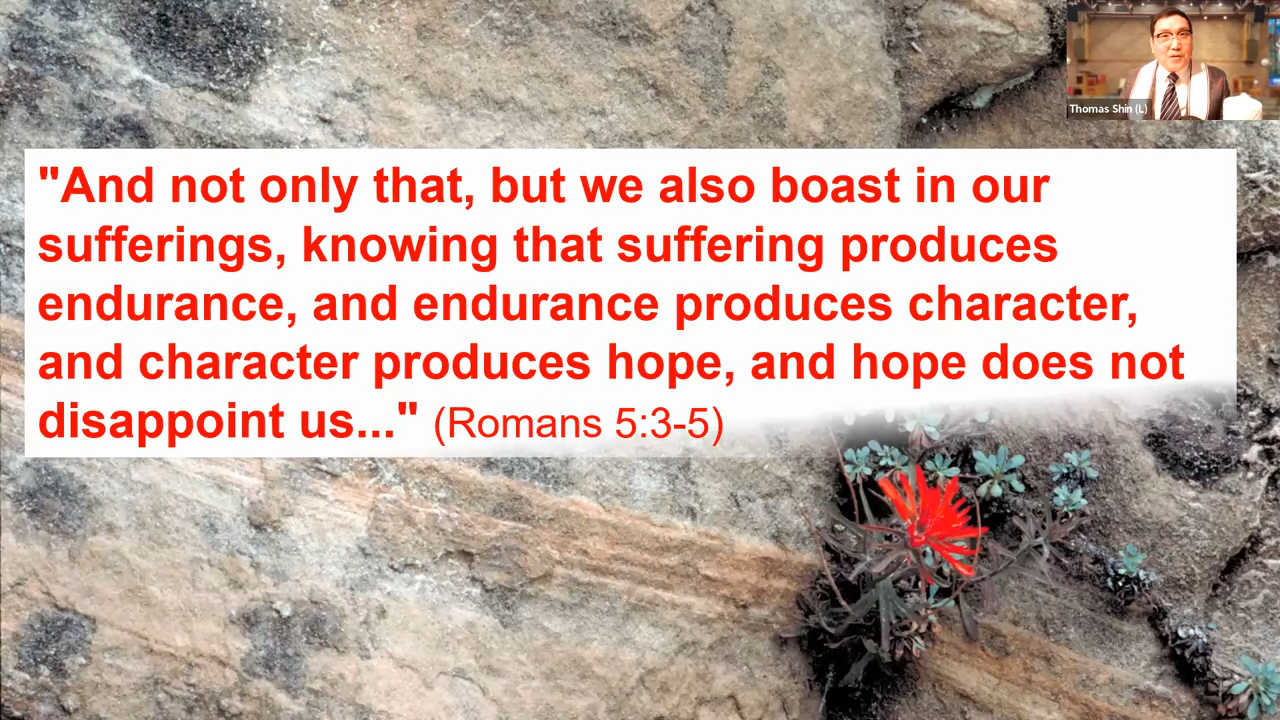 Thomas Shin (L)
"And not only that, but we also boast in our
sufferings, knowing that suffering produces
endurance, and endurance produces character,
and character produces hope, and hope does not
disappoint us..." (Romans 5:3-5)